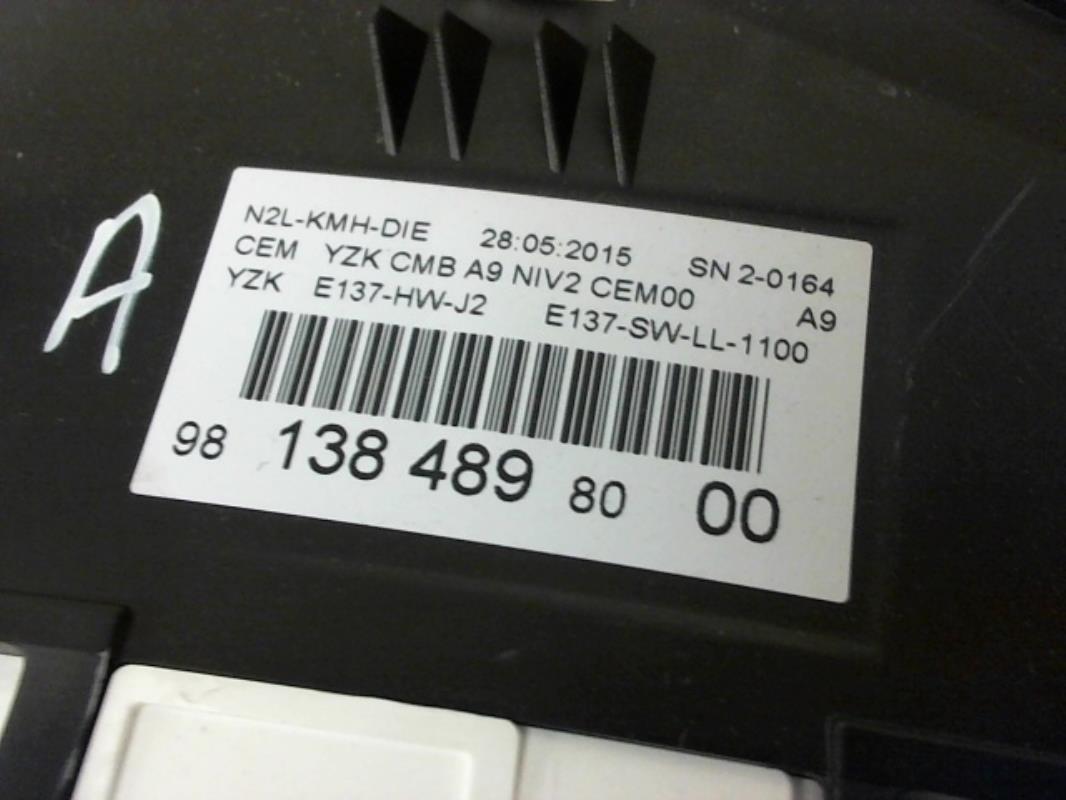 A
N2L-KMH-DIE 28:05:2015 SN 2-0164
CEM YZK CMB A9 NIV2 CEM00 A9
YZK E137-HW-J2 E137-SW-LL-1100
98 138 489 80 00